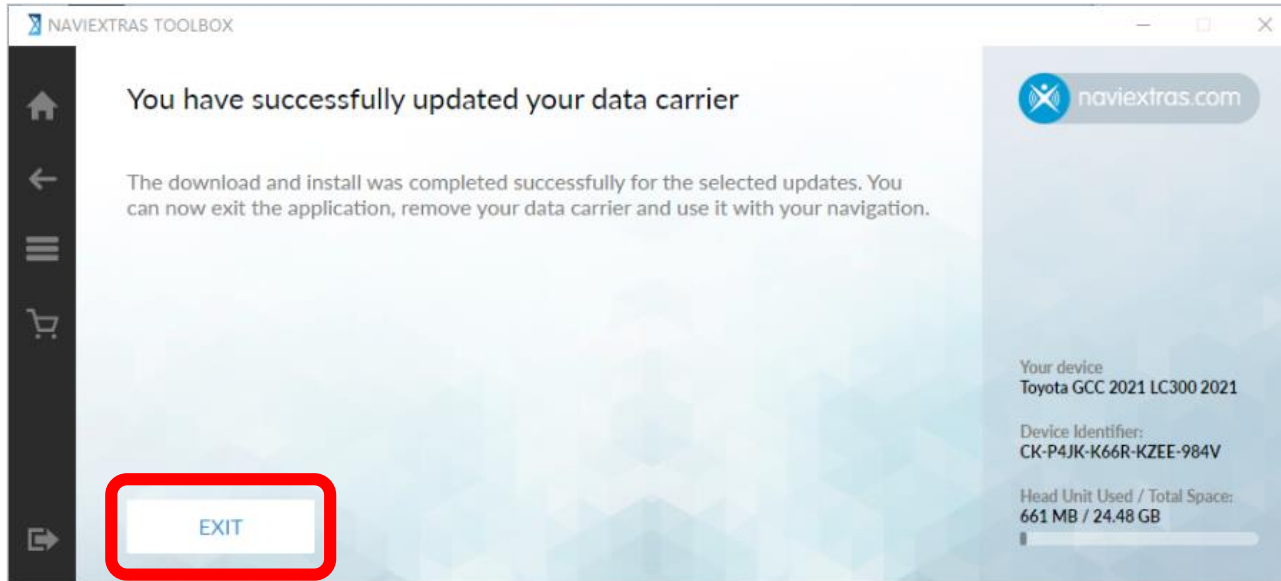 NAVIEXTRAS TOOLBOX
You have successfully updated your data carrier
The download and install was completed successfully for the selected updates. You
can now exit the application, remove your data carrier and use it with your navigation.
EXIT
naviextras.com
Your device
Toyota GCC 2021 LC300 2021
Device Identifier:
CK-P4JK-K66R-KZEE-984V
Head Unit Used / Total Space:
661 MB / 24.48 GB